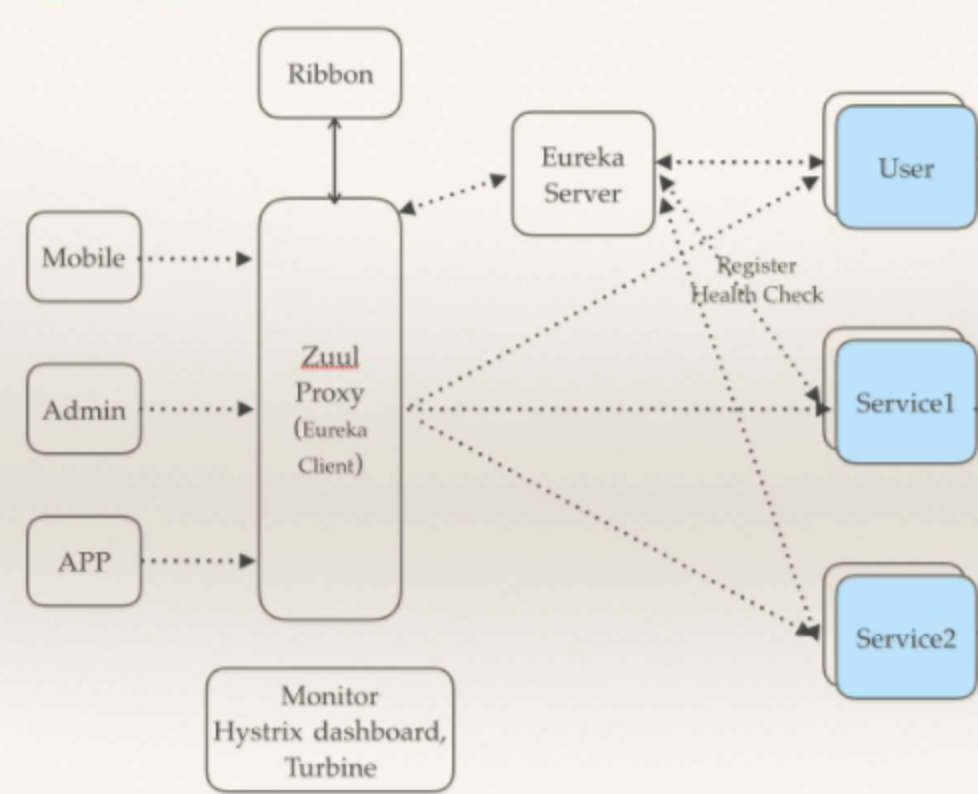 Ribbon
Eureka
Server
User
Mobile
Register
Health Check
Zuul
Proxy
(Eureka
Client)
Admin
Service1
APP
Service2
Monitor
Hystrix dashboard,
Turbine